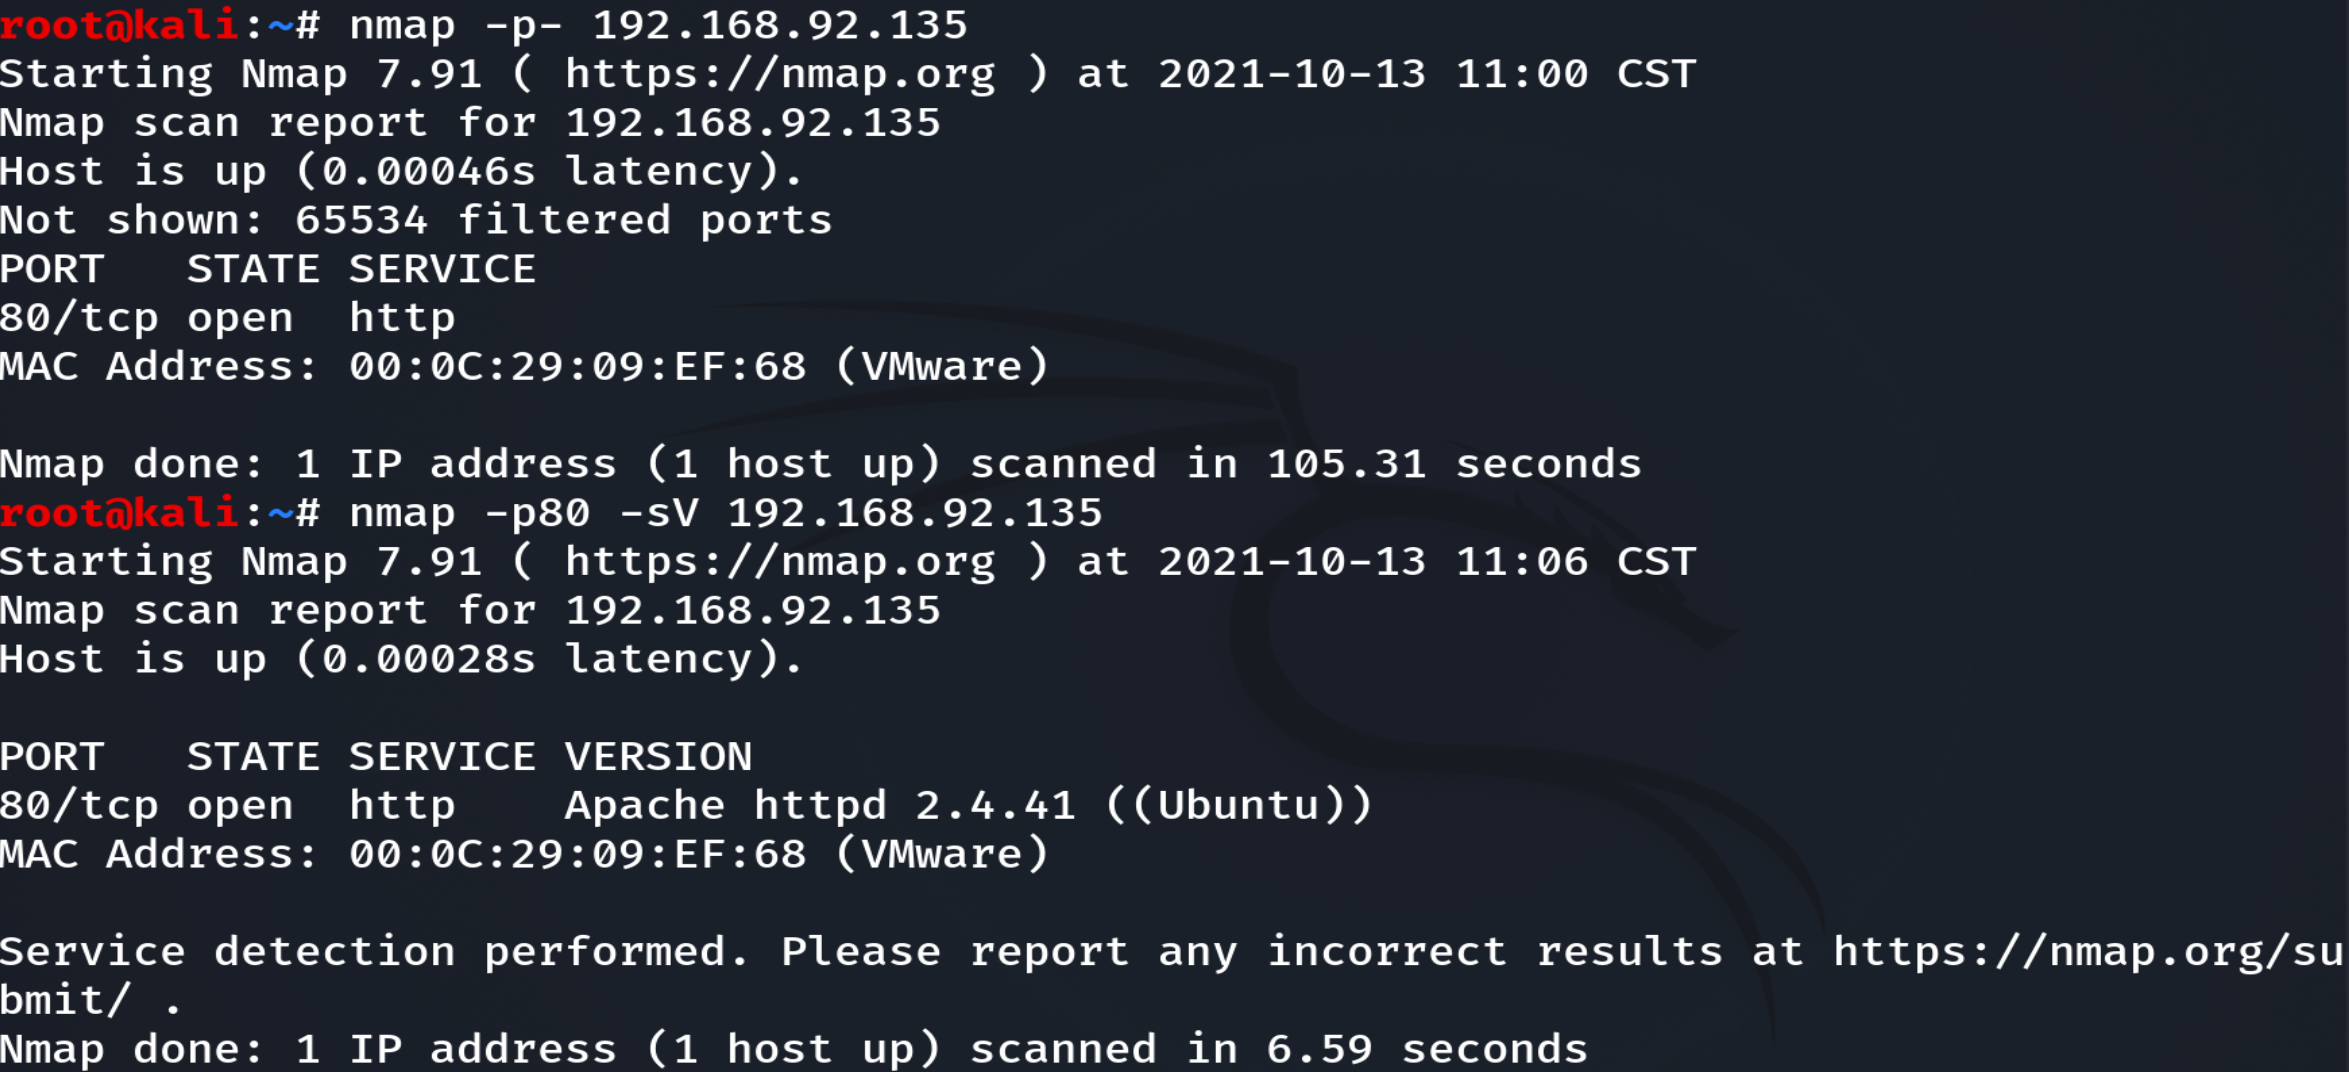 root@kali:~# nmap -p- 192.168.92.135
Starting Nmap 7.91 ( https://nmap.org ) at 2021-10-13 11:00 CST
Nmap scan report for 192.168.92.135
Host is up (0.00046s latency).
Not shown: 65534 filtered ports
PORT   STATE SERVICE
80/tcp open  http
MAC Address: 00:0C:29:09:EF:68 (VMware)

Nmap done: 1 IP address (1 host up) scanned in 105.31 seconds
root@kali:~# nmap -p80 -sV 192.168.92.135
Starting Nmap 7.91 ( https://nmap.org ) at 2021-10-13 11:06 CST
Nmap scan report for 192.168.92.135
Host is up (0.00028s latency).

PORT   STATE SERVICE VERSION
80/tcp open  http    Apache httpd 2.4.41 ((Ubuntu))
MAC Address: 00:0C:29:09:EF:68 (VMware)

Service detection performed. Please report any incorrect results at https://nmap.org/su
bmit/ .
Nmap done: 1 IP address (1 host up) scanned in 6.59 seconds